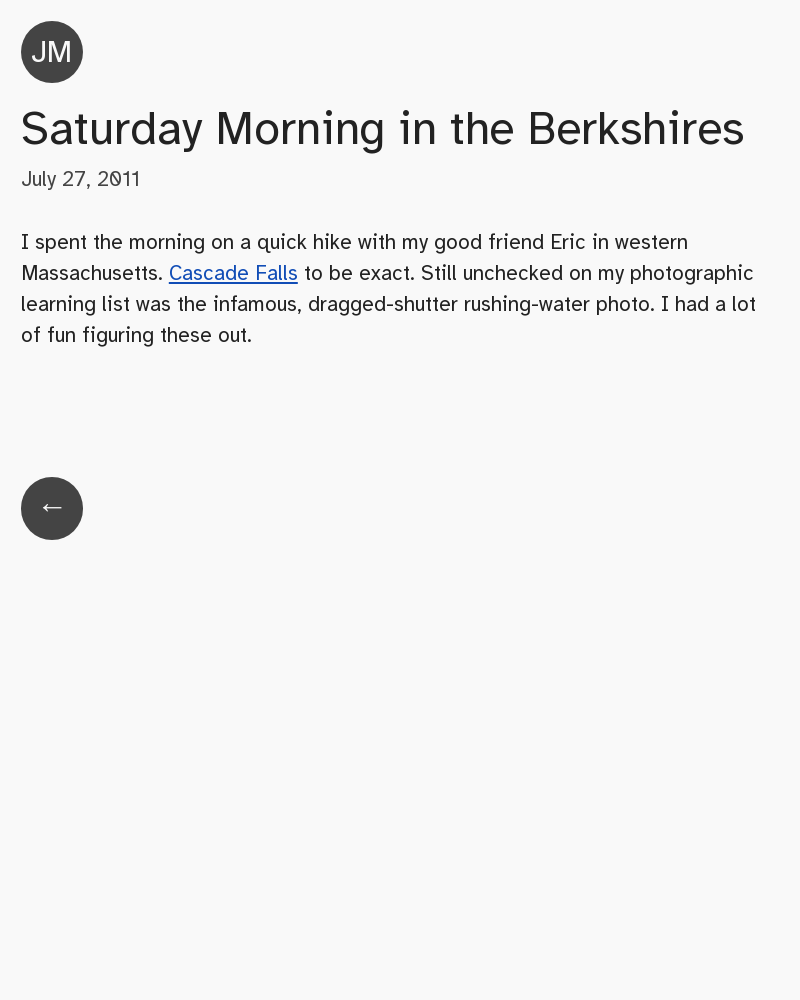 JM
Saturday Morning in the Berkshires
July 27, 2011
I spent the morning on a quick hike with my good friend Eric in western
Massachusetts. Cascade Falls to be exact. Still unchecked on my photographic
learning list was the infamous, dragged-shutter rushing-water photo. I had a lot
of fun figuring these out.
←